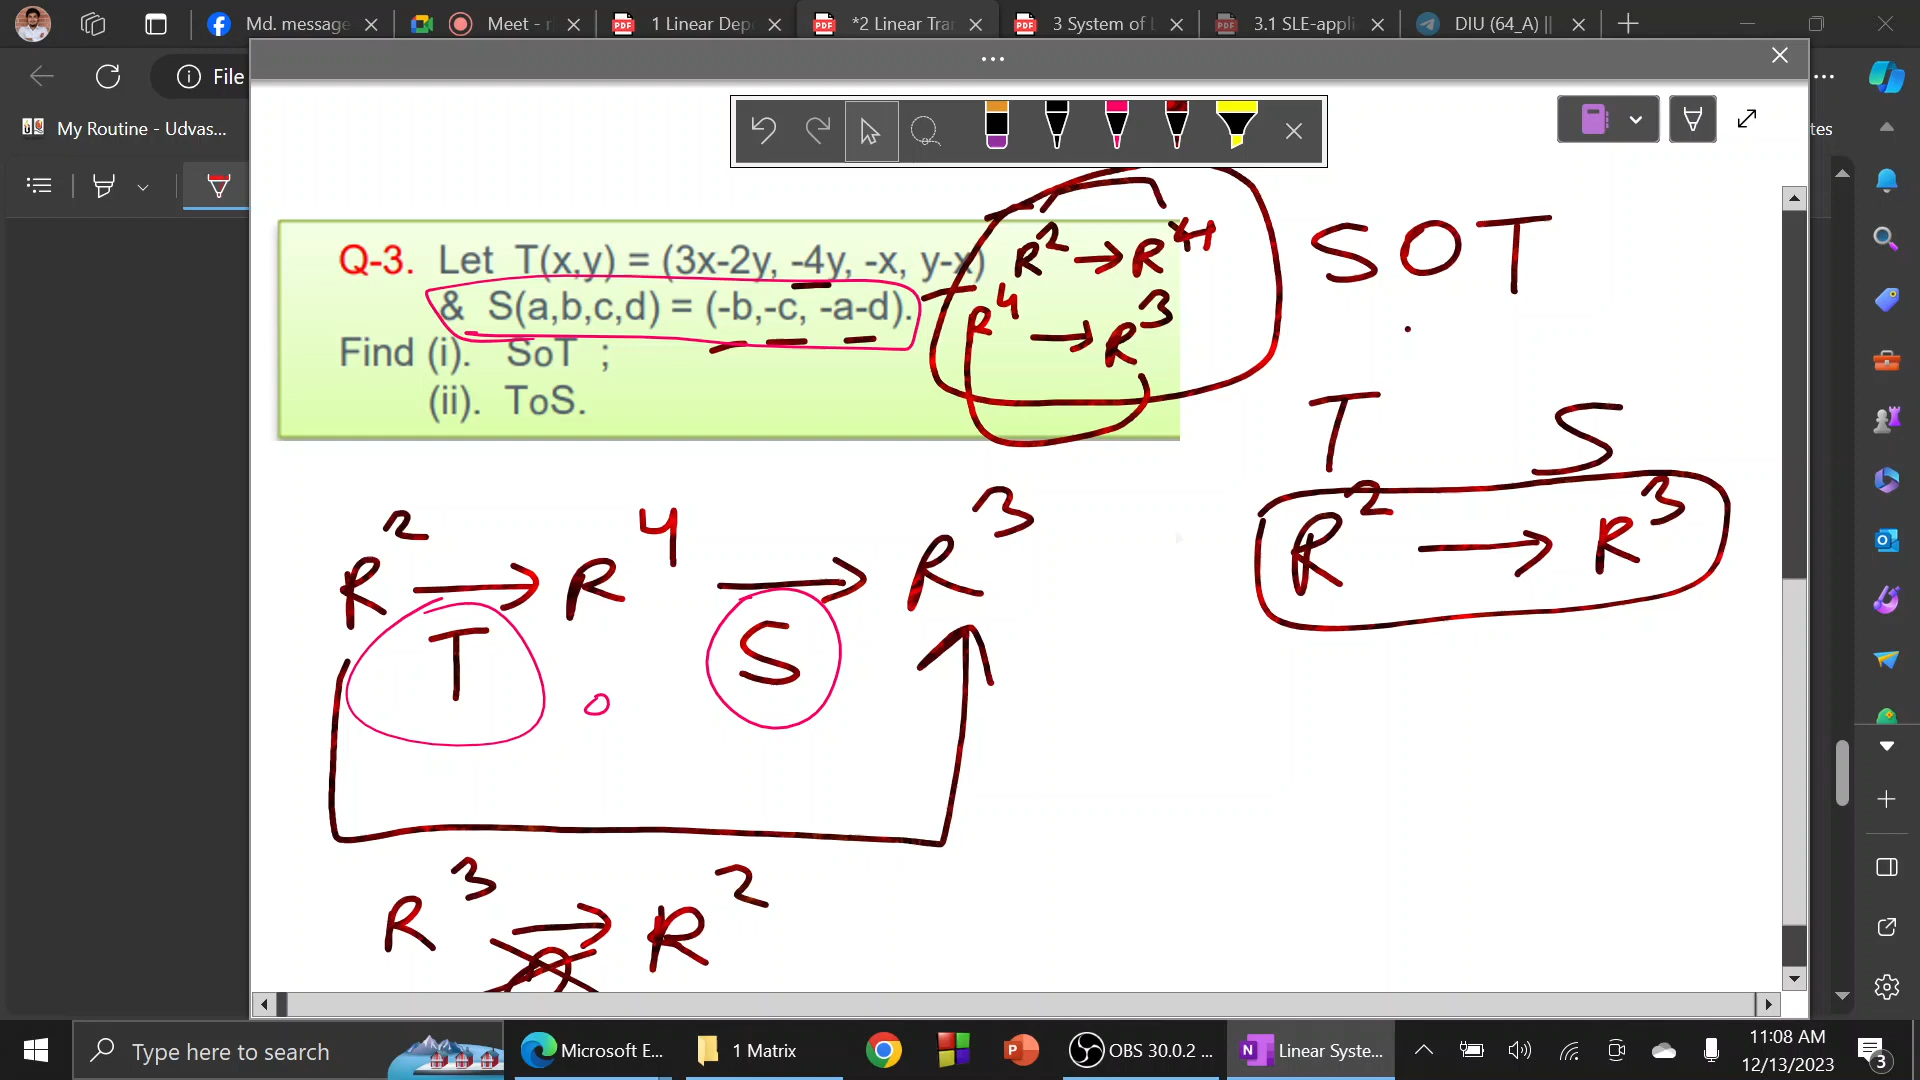 Md. message
Meet - r
1 Linear Dep
*2 Linear Tra
3 System of L
3.1 SLE-appli
DIU (64_A) ||
File
My Routine - Udvas...
tes
Q-3. Let T(x,y) = (3x-2y, -4y, -x, y-x)
& S(a,b,c,d) = (-b,-c, -a-d).
Find (i). SoT ;
(ii). ToS.
R² → R⁴
R⁴ → R³
SOT
T S
R² → R³
R² → R⁴ → R³
T o S
R³ → R²
Type here to search
Microsoft E...
1 Matrix
OBS 30.0.2 ...
Linear Syste...
11:08 AM
12/13/2023
3